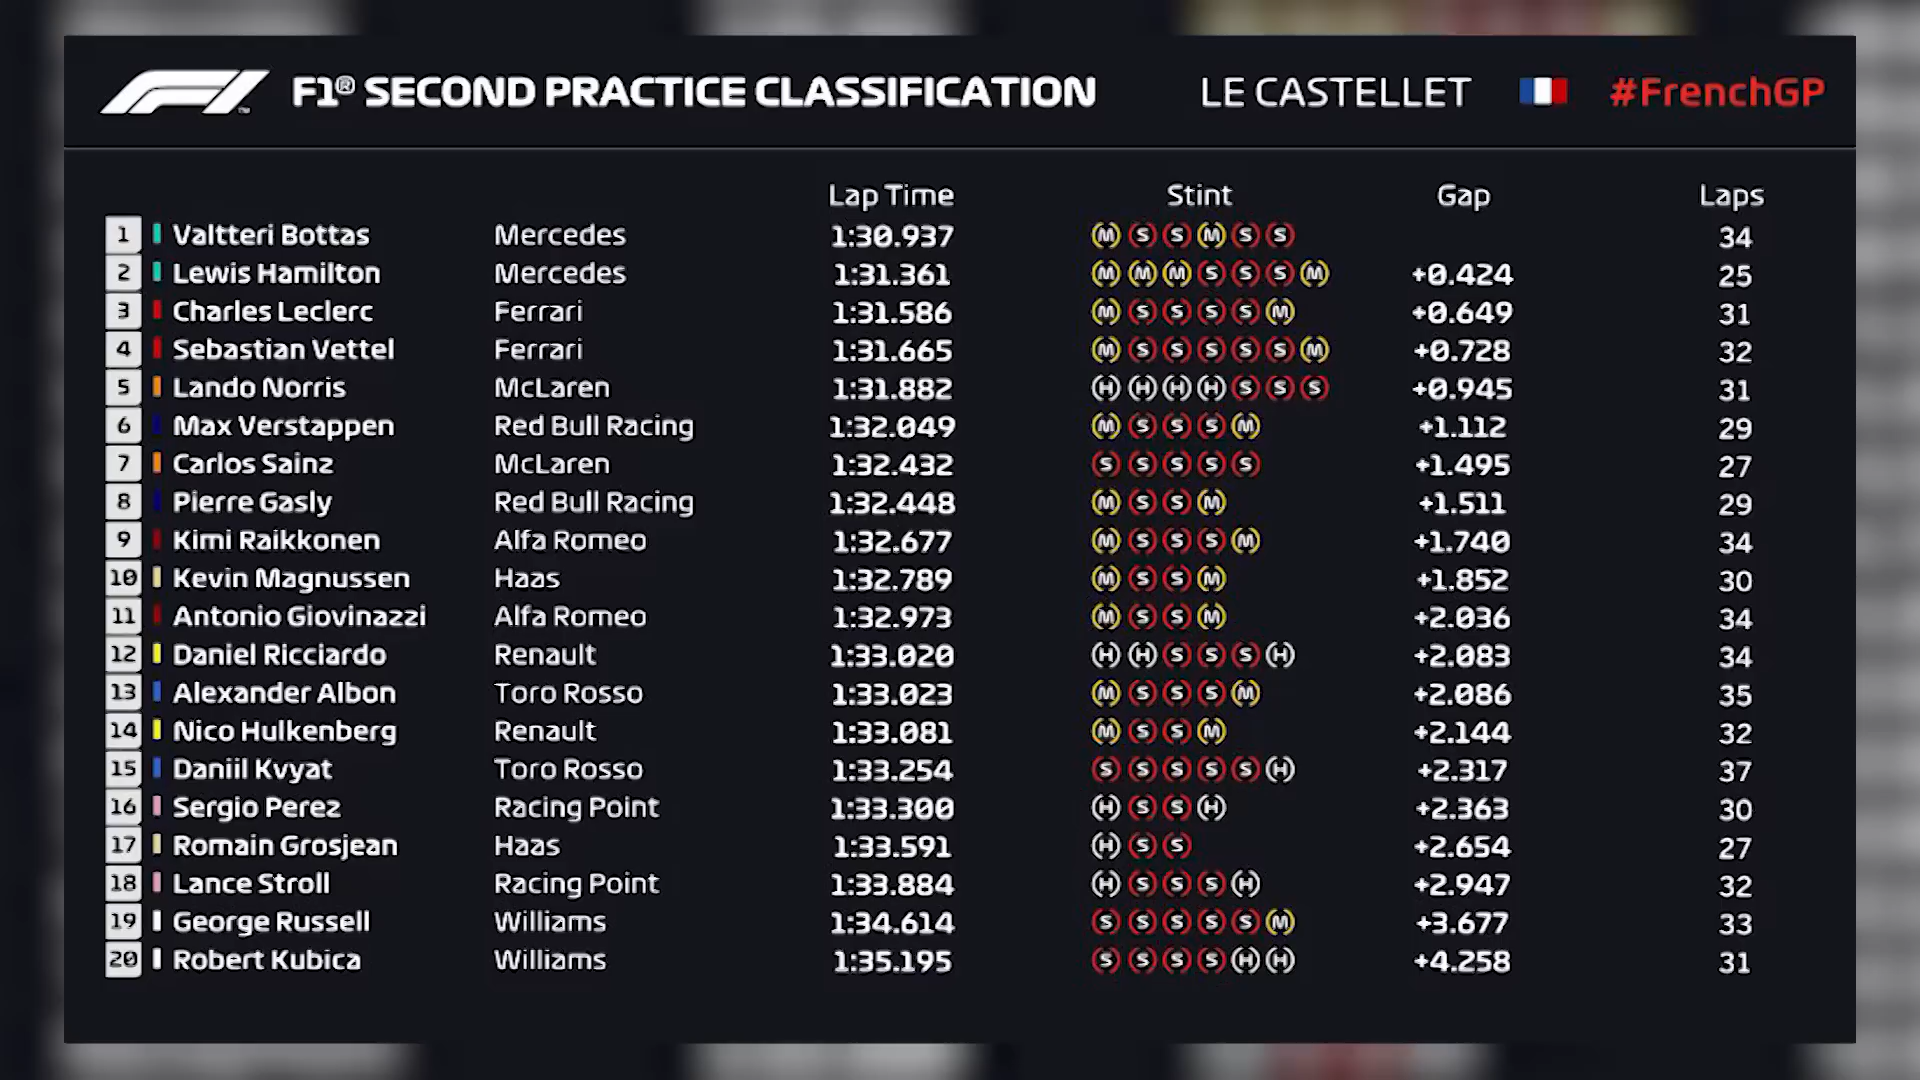 F1® SECOND PRACTICE CLASSIFICATION LE CASTELLET #FrenchGP
Lap Time Stint Gap Laps
1 Valtteri Bottas Mercedes 1:30.937 M S S M S S 34
2 Lewis Hamilton Mercedes 1:31.361 M M M S S S M +0.424 25
3 Charles Leclerc Ferrari 1:31.586 M S S S S M +0.649 31
4 Sebastian Vettel Ferrari 1:31.665 M S S S S S M +0.728 32
5 Lando Norris McLaren 1:31.882 H H H H S S S +0.945 31
6 Max Verstappen Red Bull Racing 1:32.049 M S S S M +1.112 29
7 Carlos Sainz McLaren 1:32.432 S S S S S +1.495 27
8 Pierre Gasly Red Bull Racing 1:32.448 M S S M +1.511 29
9 Kimi Raikkonen Alfa Romeo 1:32.677 M S S S M +1.740 34
10 Kevin Magnussen Haas 1:32.789 M S S M +1.852 30
11 Antonio Giovinazzi Alfa Romeo 1:32.973 M S S M +2.036 34
12 Daniel Ricciardo Renault 1:33.020 H H S S S H +2.083 34
13 Alexander Albon Toro Rosso 1:33.023 M S S S M +2.086 35
14 Nico Hulkenberg Renault 1:33.081 M S S M +2.144 32
15 Daniil Kvyat Toro Rosso 1:33.254 S S S S S H +2.317 37
16 Sergio Perez Racing Point 1:33.300 H S S H +2.363 30
17 Romain Grosjean Haas 1:33.591 H S S +2.654 27
18 Lance Stroll Racing Point 1:33.884 H S S S H +2.947 32
19 George Russell Williams 1:34.614 S S S S S M +3.677 33
20 Robert Kubica Williams 1:35.195 S S S S H H +4.258 31